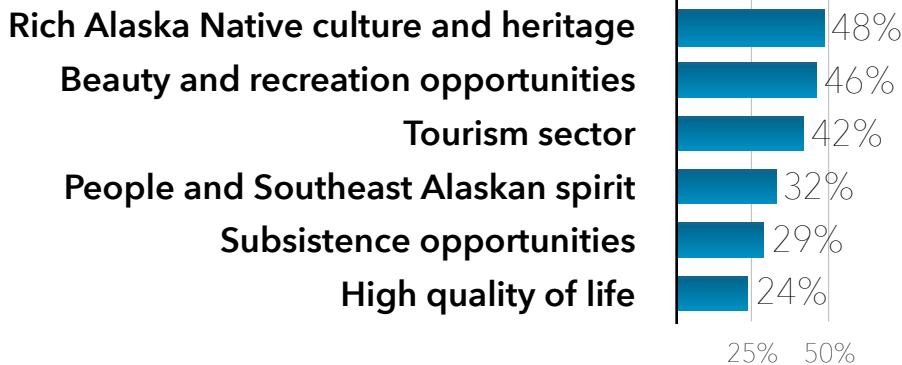 Rich Alaska Native culture and heritage 48%
Beauty and recreation opportunities 46%
Tourism sector 42%
People and Southeast Alaskan spirit 32%
Subsistence opportunities 29%
High quality of life 24%
25% 50%